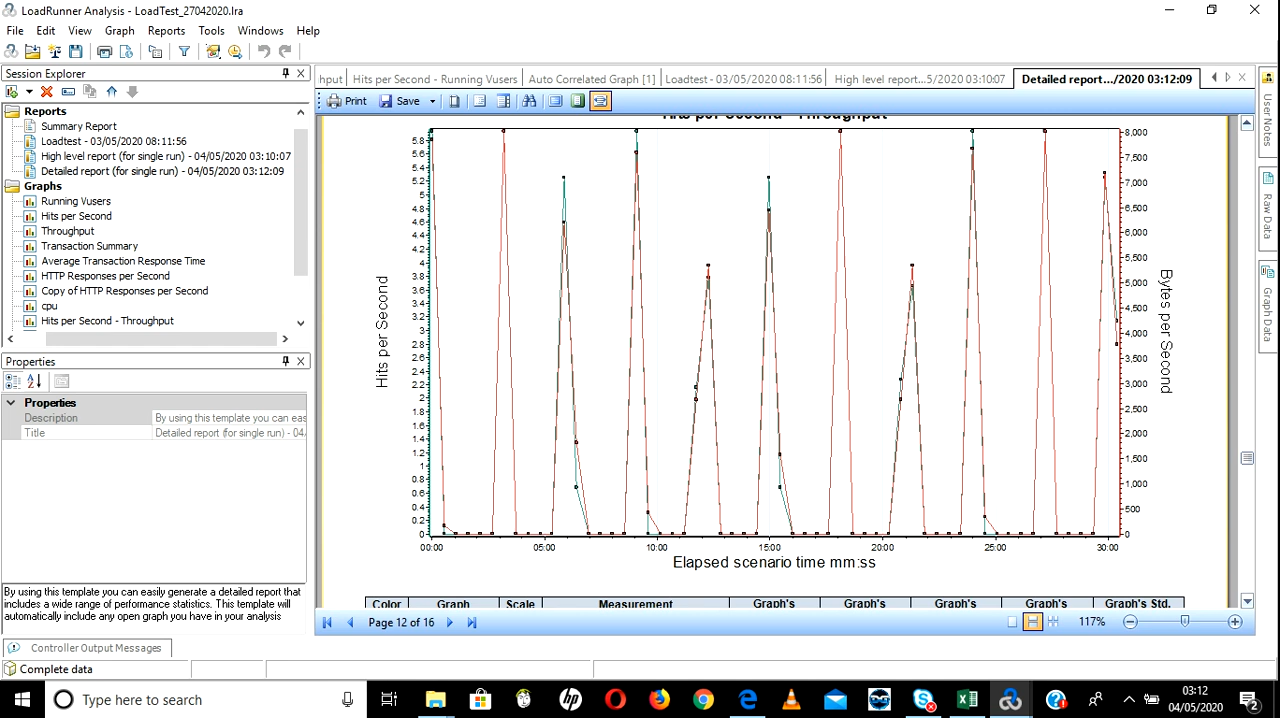 LoadRunner Analysis - LoadTest_27042020.lra
File Edit View Graph Reports Tools Windows Help
Session Explorer
Reports
Summary Report
Loadtest - 03/05/2020 08:11:56
High level report (for single run) - 04/05/2020 03:10:07
Detailed report (for single run) - 04/05/2020 03:12:09
Graphs
Running Vusers
Hits per Second
Throughput
Transaction Summary
Average Transaction Response Time
HTTP Responses per Second
Copy of HTTP Responses per Second
cpu
Hits per Second - Throughput
Properties
Properties
Description By using this template you can eas
Title Detailed report (for single run) - 04/
By using this template you can easily generate a detailed report that
includes a wide range of performance statistics. This template will
automatically include any open graph you have in your analysis
Controller Output Messages
Complete data
hput Hits per Second - Running Vusers Auto Correlated Graph [1] Loadtest - 03/05/2020 08:11:56 High level report...5/2020 03:10:07 Detailed report.../2020 03:12:09
Print Save
Hits per Second - Throughput
Hits per Second
5.8
5.6
5.4
5.2
5
4.8
4.6
4.4
4.2
4
3.8
3.6
3.4
3.2
3
2.8
2.6
2.4
2.2
2
1.8
1.6
1.4
1.2
1
0.8
0.6
0.4
0.2
0
8,000
7,500
7,000
6,500
6,000
5,500
5,000
4,500
4,000
3,500
3,000
2,500
2,000
1,500
1,000
500
0
Bytes per Second
00:00 05:00 10:00 15:00 20:00 25:00 30:00
Elapsed scenario time mm:ss
Color Graph Scale Measurement Graph's Graph's Graph's Graph's Graph's Std.
Page 12 of 16
117%
User Notes
Raw Data
Graph Data
Type here to search
hp
03:12
04/05/2020
2